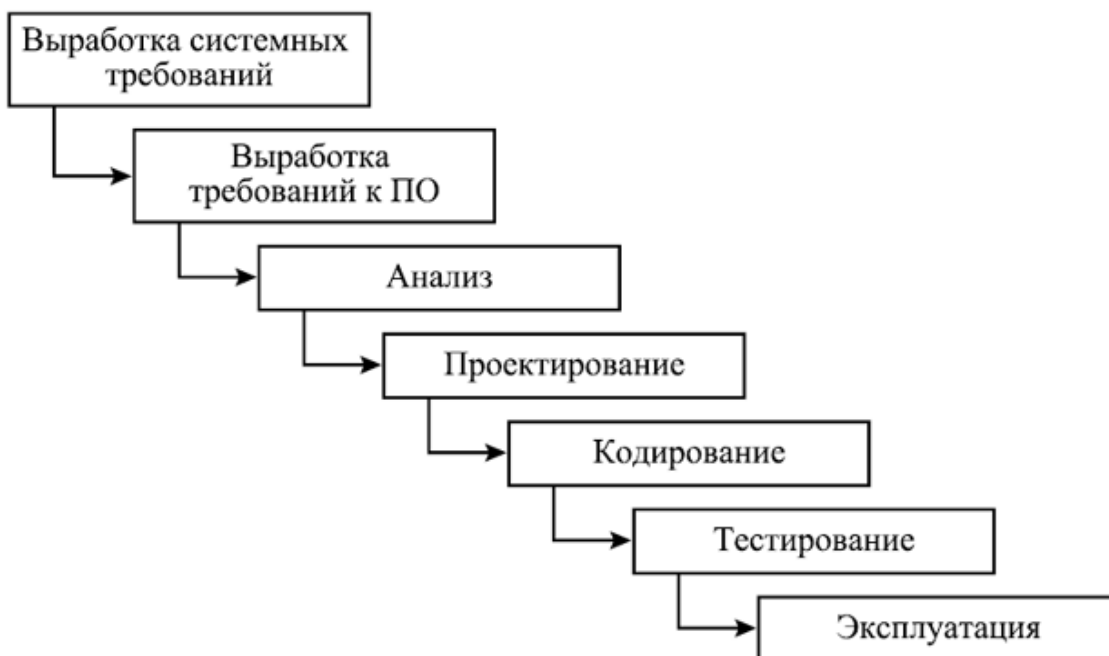 Выработка системных
требований
Выработка
требований к ПО
Анализ
Проектирование
Кодирование
Тестирование
Эксплуатация